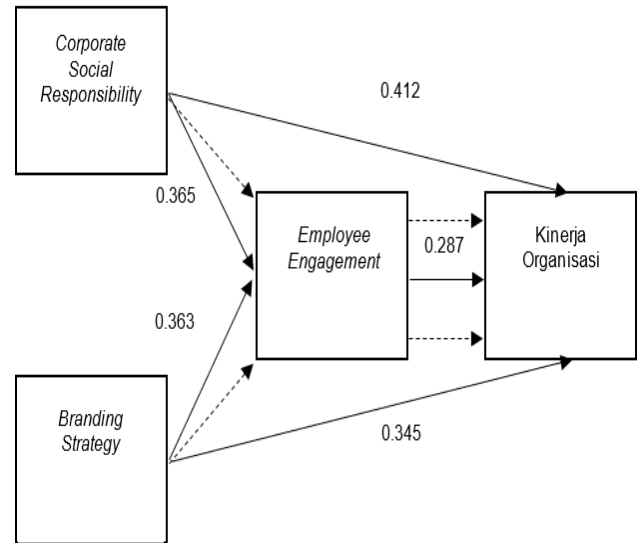 Corporate
Social
Responsibility
0.412
0.365
Employee
Engagement
0.287
Kinerja
Organisasi
0.363
Branding
Strategy
0.345